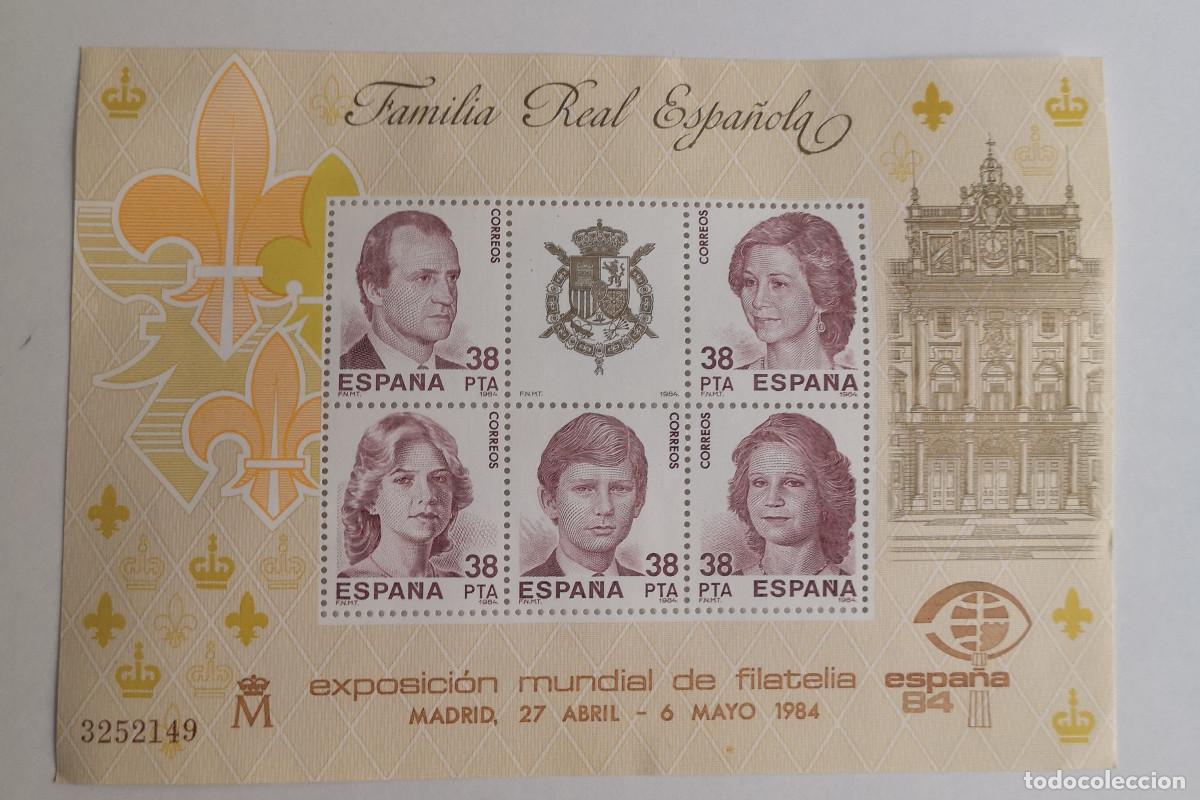 Familia Real Española
CORREOS
38
ESPAÑA PTA
F.N.M.T. 1984
F.N.M.T. 1984
CORREOS
38
PTA ESPAÑA
F.N.M.T. 1984
CORREOS
38
ESPAÑA PTA
F.N.M.T. 1984
CORREOS
38
ESPAÑA PTA
F.N.M.T. 1984
CORREOS
38
PTA ESPAÑA
F.N.M.T. 1984
exposición mundial de filatelia
MADRID, 27 ABRIL - 6 MAYO 1984
españa
84
M
3252149
todocoleccion